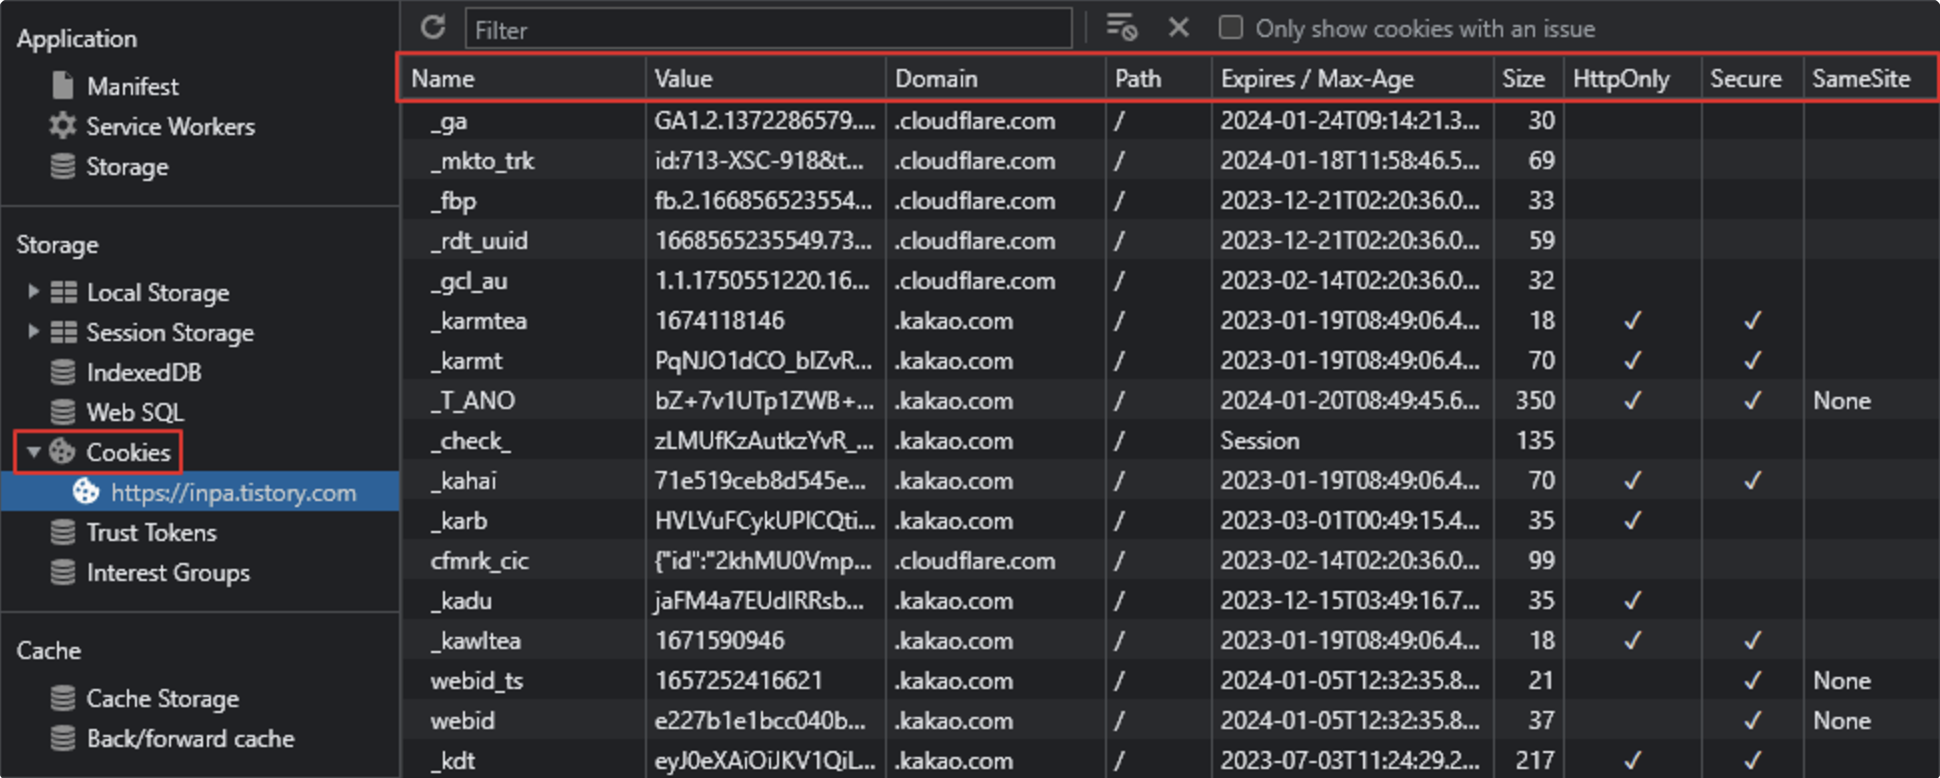 Application
Manifest
Service Workers
Storage
Storage
Local Storage
Session Storage
IndexedDB
Web SQL
Cookies
https://inpa.tistory.com
Trust Tokens
Interest Groups
Cache
Cache Storage
Back/forward cache
Filter
Only show cookies with an issue
Name Value Domain Path Expires / Max-Age Size HttpOnly Secure SameSite
_ga GA1.2.1372286579.... .cloudflare.com / 2024-01-24T09:14:21.3... 30
_mkto_trk id:713-XSC-918&t... .cloudflare.com / 2024-01-18T11:58:46.5... 69
_fbp fb.2.166856523554... .cloudflare.com / 2023-12-21T02:20:36.0... 33
_rdt_uuid 1668565235549.73... .cloudflare.com / 2023-12-21T02:20:36.0... 59
_gcl_au 1.1.1750551220.16... .cloudflare.com / 2023-02-14T02:20:36.0... 32
_karmtea 1674118146 .kakao.com / 2023-01-19T08:49:06.4... 18 ✓ ✓
_karmt PqNJO1dCO_blZvR... .kakao.com / 2023-01-19T08:49:06.4... 70 ✓ ✓
_T_ANO bZ+7v1UTp1ZWB+... .kakao.com / 2024-01-20T08:49:45.6... 350 ✓ ✓ None
_check_ zLMUfKzAutkzYvR_... .kakao.com / Session 135
_kahai 71e519ceb8d545e... .kakao.com / 2023-01-19T08:49:06.4... 70 ✓ ✓
_karb HVLVuFCykUPlCQti... .kakao.com / 2023-03-01T00:49:15.4... 35 ✓
cfmrk_cic {"id":"2khMU0Vmp... .cloudflare.com / 2023-02-14T02:20:36.0... 99
_kadu jaFM4a7EUdlRRsb... .kakao.com / 2023-12-15T03:49:16.7... 35 ✓
_kawltea 1671590946 .kakao.com / 2023-01-19T08:49:06.4... 18 ✓ ✓
webid_ts 1657252416621 .kakao.com / 2024-01-05T12:32:35.8... 21 ✓ None
webid e227b1e1bcc040b... .kakao.com / 2024-01-05T12:32:35.8... 37 ✓ None
_kdt eyJ0eXAiOiJKV1QiL... .kakao.com / 2023-07-03T11:24:29.2... 217 ✓ ✓